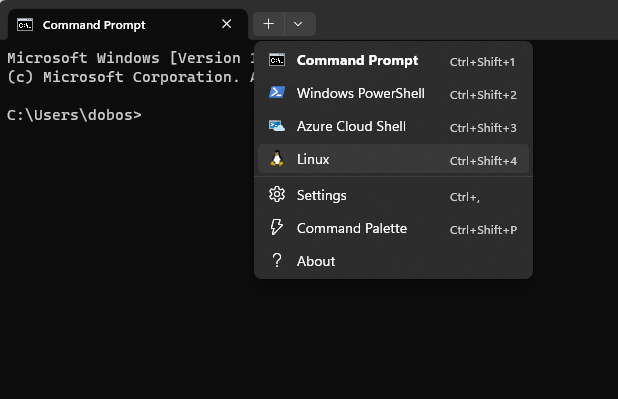 Command Prompt
Microsoft Windows [Version
(c) Microsoft Corporation.
C:\Users\dobos>
Command Prompt Ctrl+Shift+1
Windows PowerShell Ctrl+Shift+2
Azure Cloud Shell Ctrl+Shift+3
Linux Ctrl+Shift+4
Settings Ctrl+,
Command Palette Ctrl+Shift+P
About